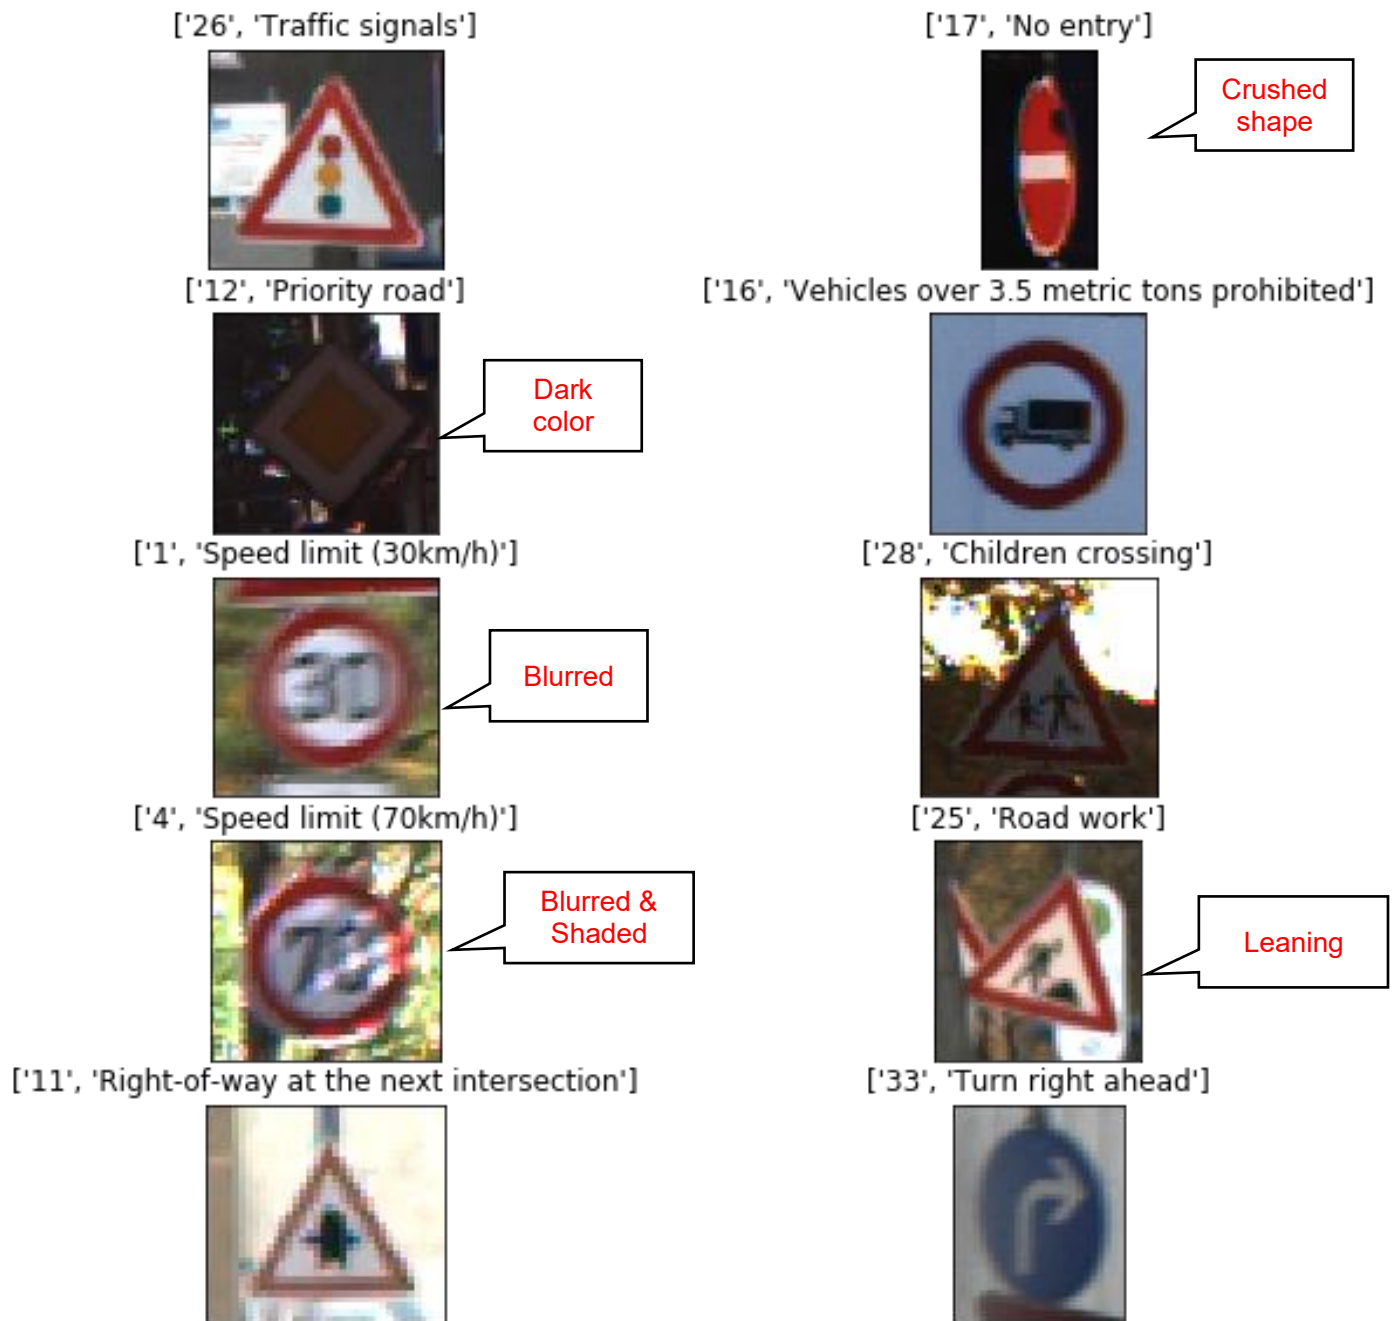 ['26', 'Traffic signals']
['17', 'No entry']
Crushed
shape
['12', 'Priority road']
['16', 'Vehicles over 3.5 metric tons prohibited']
Dark
color
['1', 'Speed limit (30km/h)']
['28', 'Children crossing']
30
Blurred
['4', 'Speed limit (70km/h)']
['25', 'Road work']
70
Blurred &
Shaded
Leaning
['11', 'Right-of-way at the next intersection']
['33', 'Turn right ahead']